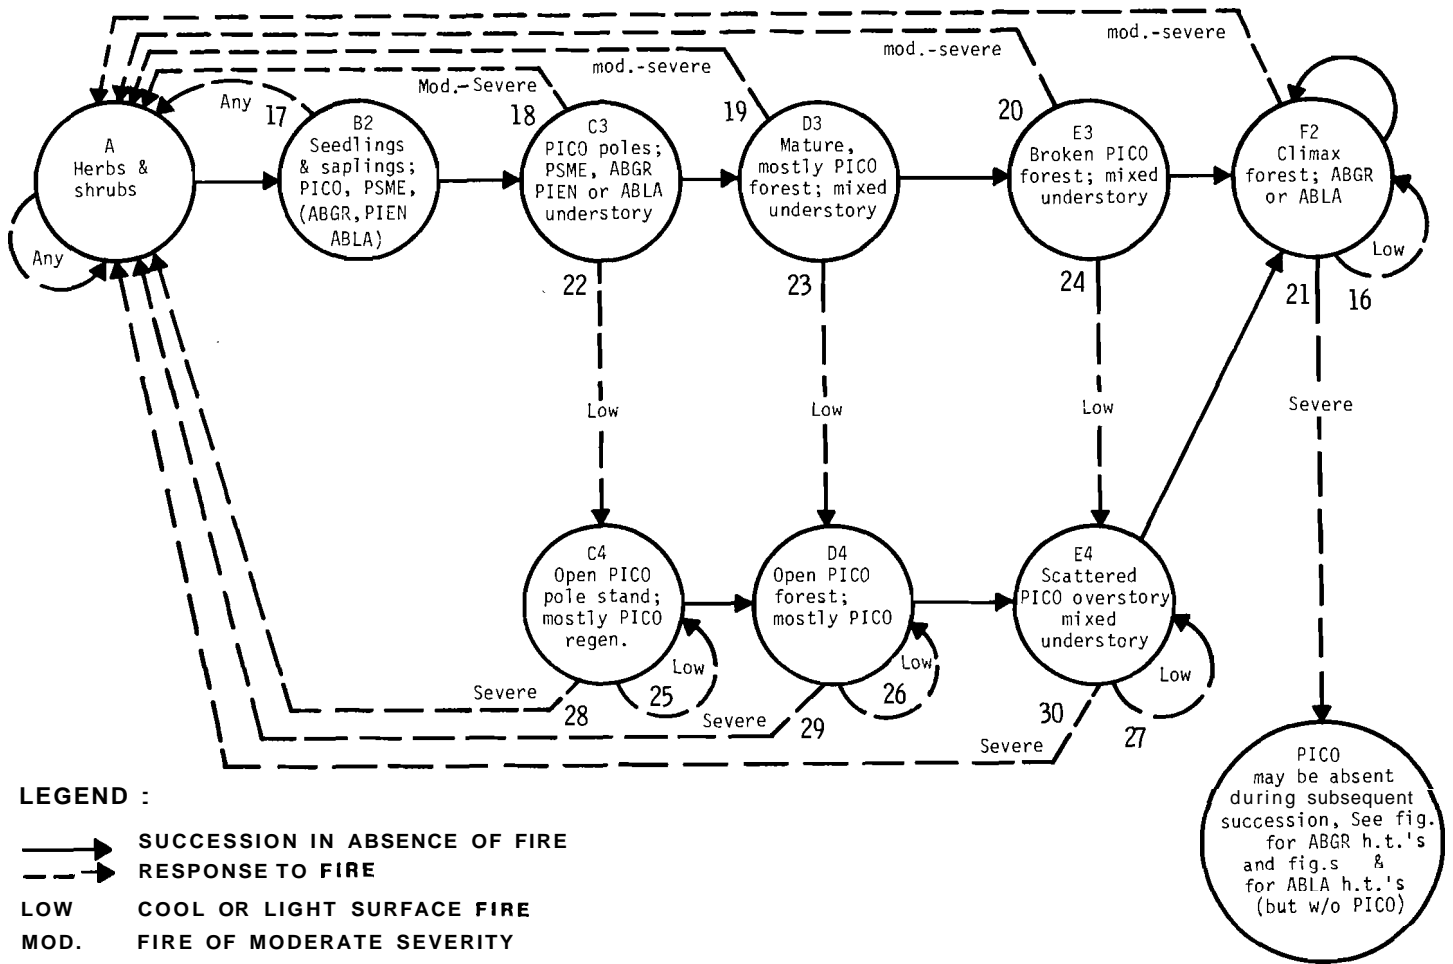 mod.-severe
mod.-severe
mod.-severe
Mod.-Severe
Any
17
18
19
20
A
Herbs &
shrubs
Any
B2
Seedlings
& saplings;
PICO, PSME,
(ABGR, PIEN
ABLA)
C3
PICO poles;
PSME, ABGR
PIEN or ABLA
understory
D3
Mature,
mostly PICO
forest; mixed
understory
E3
Broken PICO
forest; mixed
understory
F2
Climax
forest; ABGR
or ABLA
Low
22
23
24
21
16
Low
Low
Low
Severe
C4
Open PICO
pole stand;
mostly PICO
regen.
D4
Open PICO
forest;
mostly PICO
E4
Scattered
PICO overstory
mixed
understory
Low
25
Low
26
Low
27
Severe
28
Severe
29
Severe
30
PICO
may be absent
during subsequent
succession, See fig.
for ABGR h.t.'s
and fig.s &
for ABLA h.t.'s
(but w/o PICO)
LEGEND :
SUCCESSION IN ABSENCE OF FIRE
RESPONSE TO FIRE
LOW COOL OR LIGHT SURFACE FIRE
MOD. FIRE OF MODERATE SEVERITY